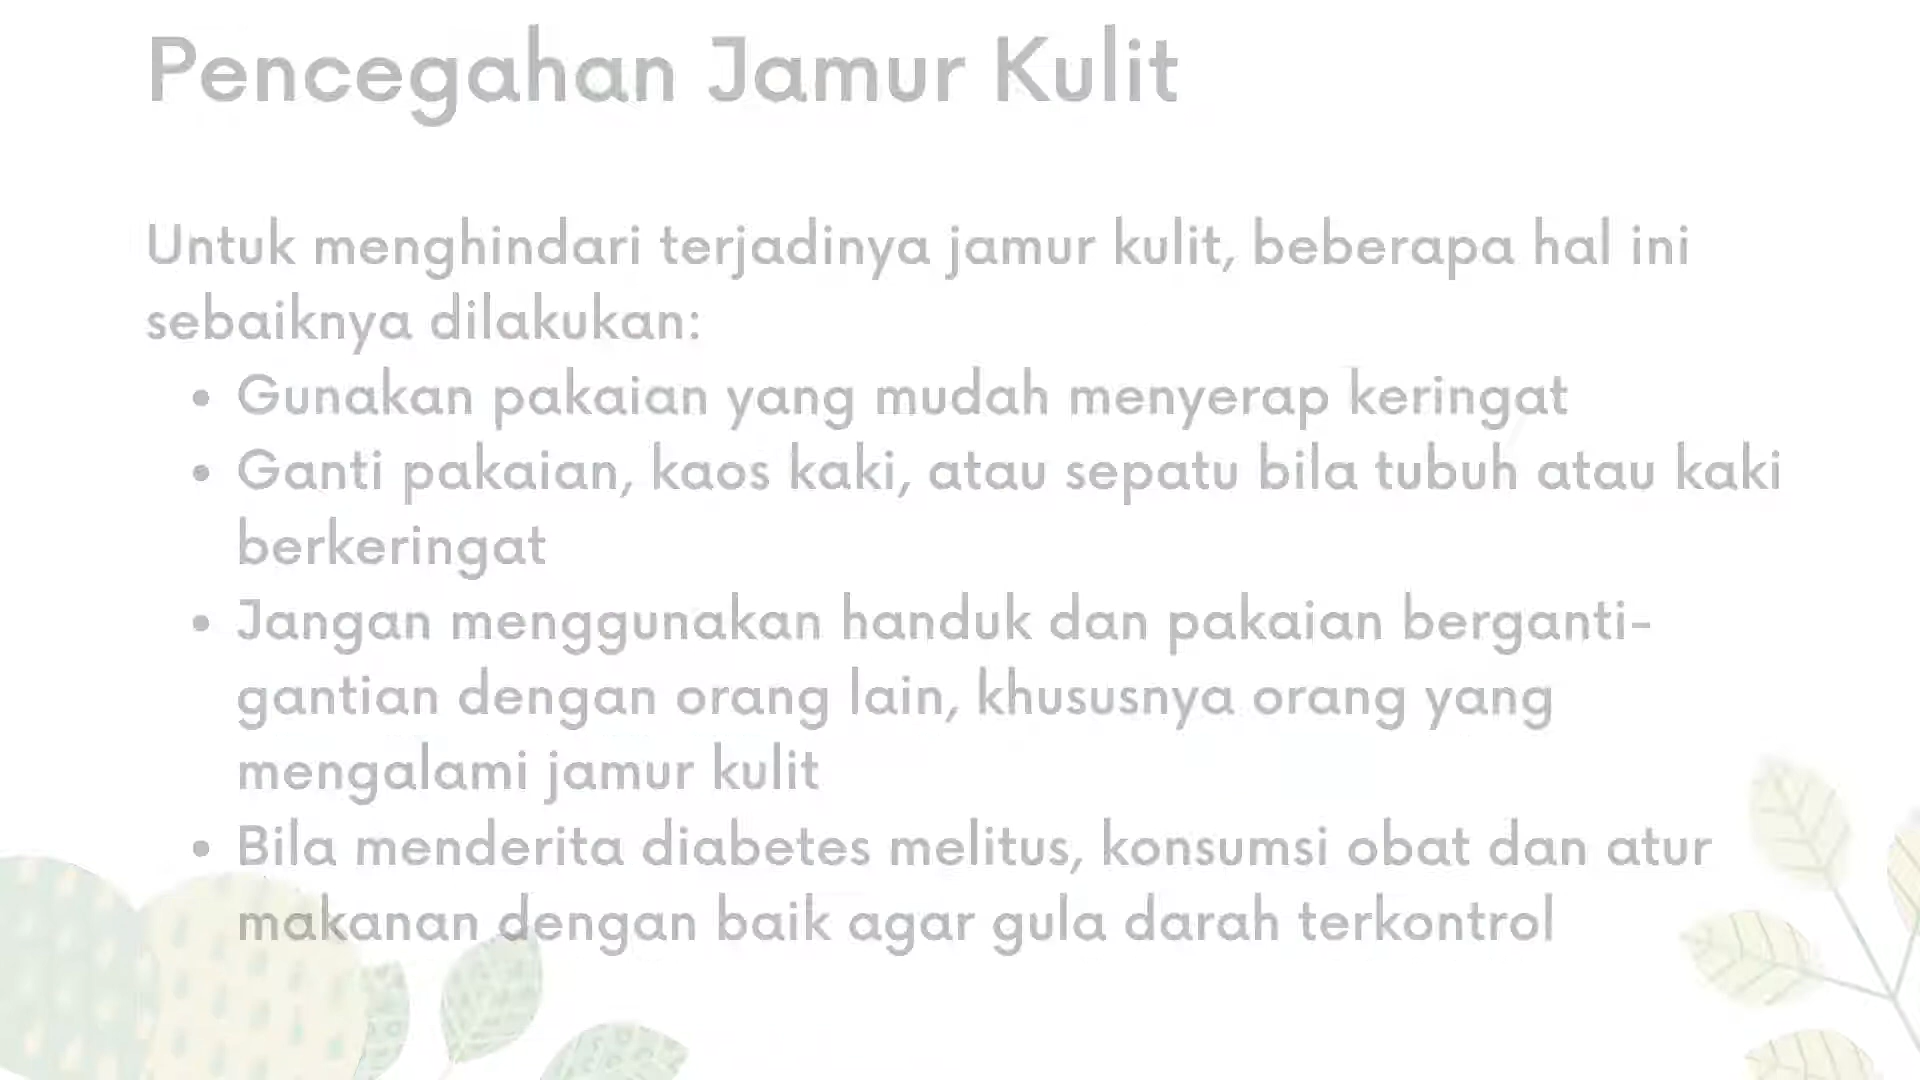 Pencegahan Jamur Kulit
Untuk menghindari terjadinya jamur kulit, beberapa hal ini
sebaiknya dilakukan:
• Gunakan pakaian yang mudah menyerap keringat
• Ganti pakaian, kaos kaki, atau sepatu bila tubuh atau kaki
berkeringat
• Jangan menggunakan handuk dan pakaian berganti-
gantian dengan orang lain, khususnya orang yang
mengalami jamur kulit
• Bila menderita diabetes melitus, konsumsi obat dan atur
makanan dengan baik agar gula darah terkontrol